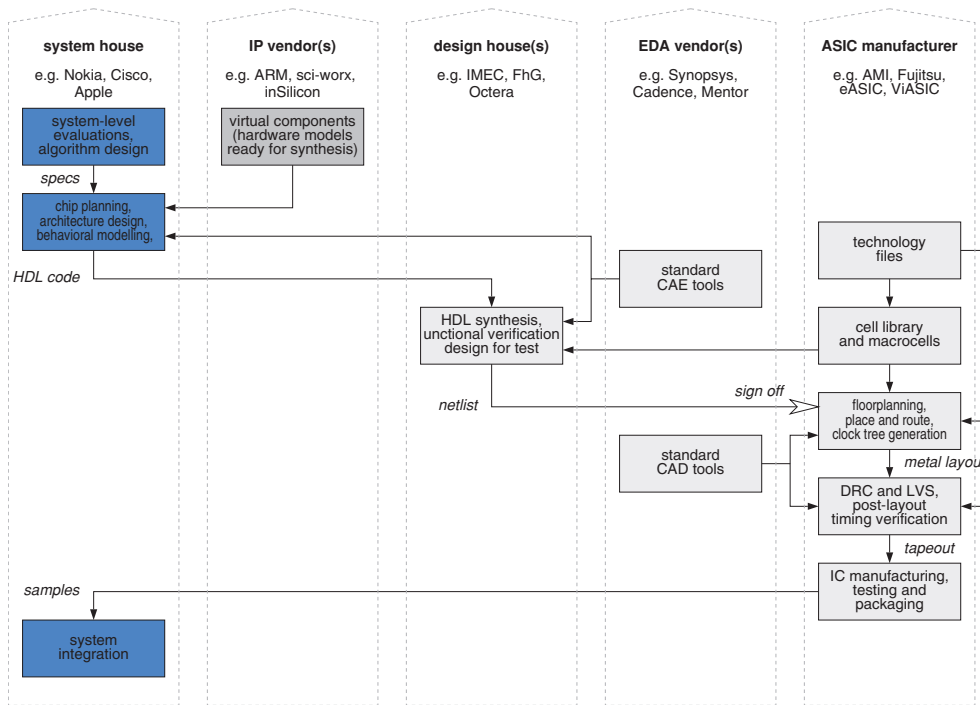 system house
e.g. Nokia, Cisco,
Apple
IP vendor(s)
e.g. ARM, sci-worx,
inSilicon
design house(s)
e.g. IMEC, FhG,
Octera
EDA vendor(s)
e.g. Synopsys,
Cadence, Mentor
ASIC manufacturer
e.g. AMI, Fujitsu,
eASIC, ViASIC
system-level
evaluations,
algorithm design
virtual components
(hardware models
ready for synthesis)
specs
chip planning,
architecture design,
behavioral modelling,
HDL code
standard
CAE tools
technology
files
HDL synthesis,
unctional verification
design for test
cell library
and macrocells
netlist
sign off
floorplanning,
place and route,
clock tree generation
standard
CAD tools
metal layout
DRC and LVS,
post-layout
timing verification
tapeout
IC manufacturing,
testing and
packaging
samples
system
integration